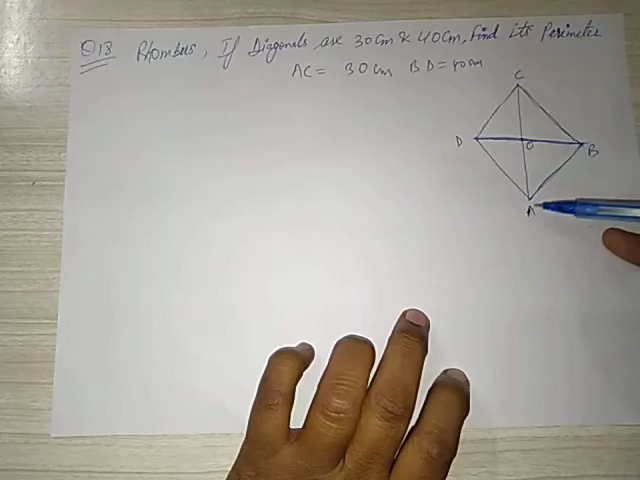 Q13 Rhombus, If Diagonals are 30cm & 40cm, Find its Perimeter
AC = 30cm BD = 40cm
C
D O B
A